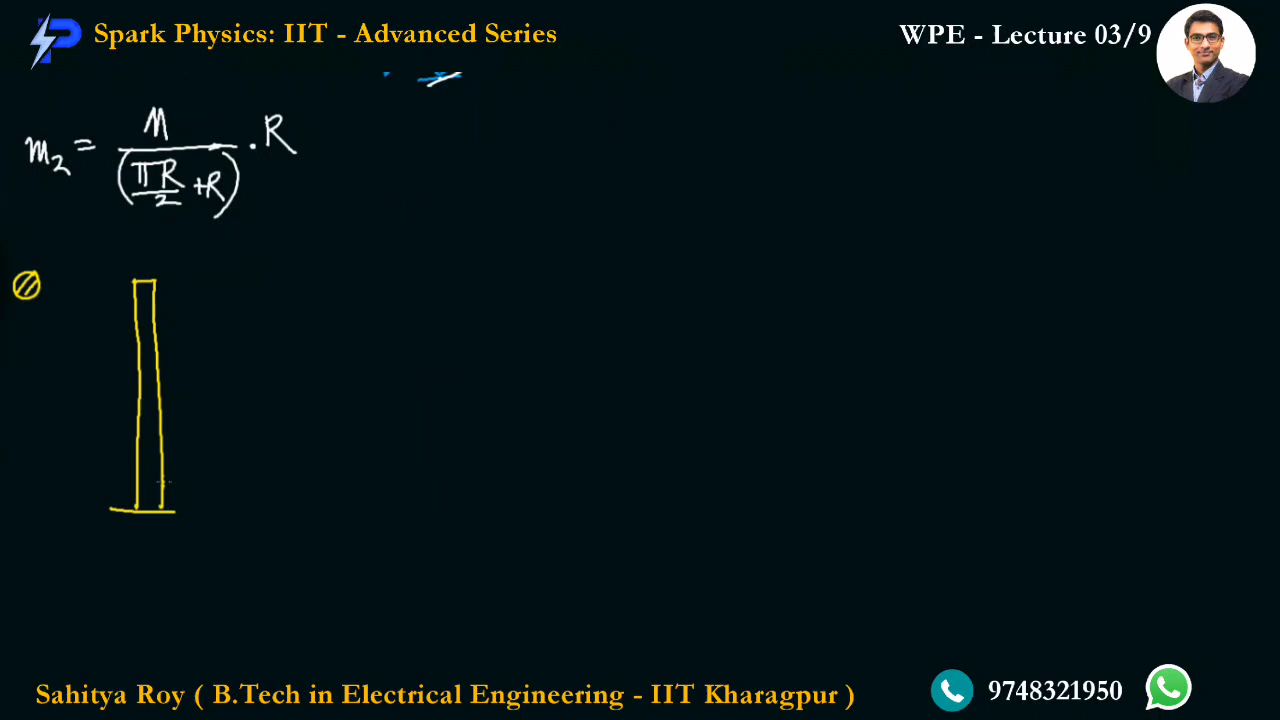 Spark Physics: IIT - Advanced Series
WPE - Lecture 03/9
m₂ = M / (πR/2 + R) . R
Sahitya Roy ( B.Tech in Electrical Engineering - IIT Kharagpur )
9748321950